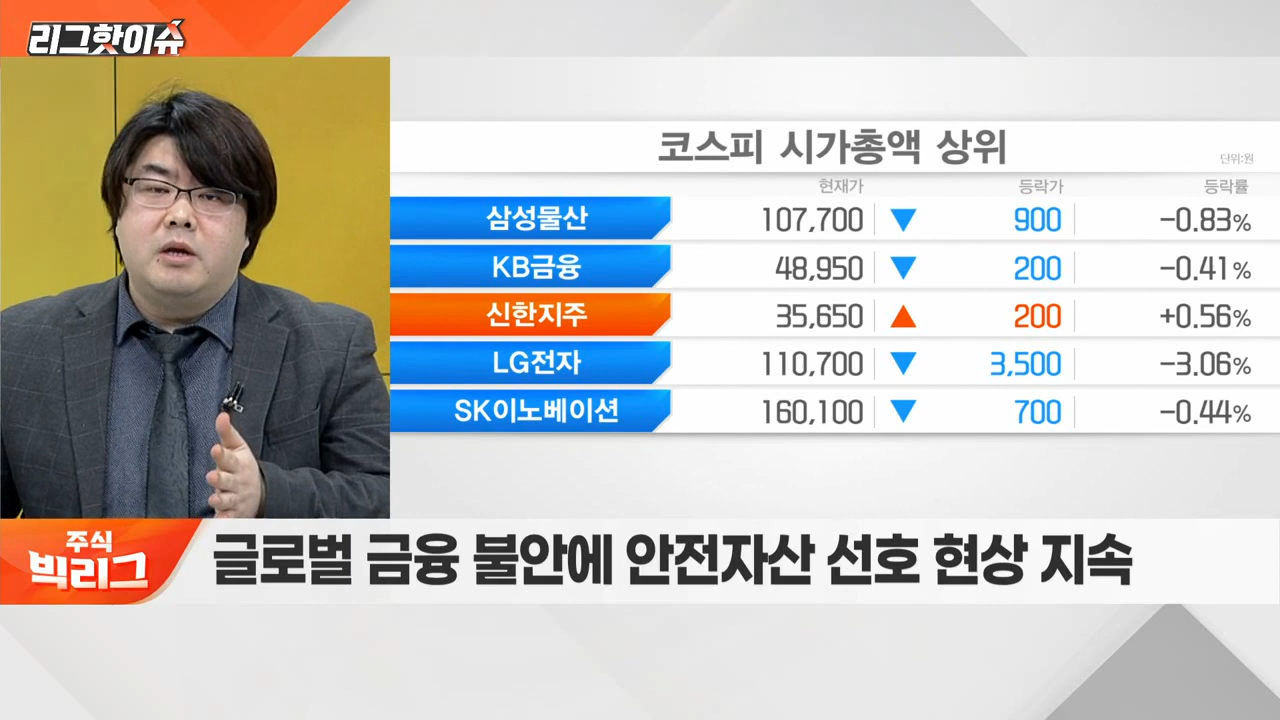 리그핫이슈
코스피 시가총액 상위
단위:원
현재가 등락가 등락률
삼성물산 107,700 ▼ 900 -0.83%
KB금융 48,950 ▼ 200 -0.41%
신한지주 35,650 ▲ 200 +0.56%
LG전자 110,700 ▼ 3,500 -3.06%
SK이노베이션 160,100 ▼ 700 -0.44%
주식
빅리그
글로벌 금융 불안에 안전자산 선호 현상 지속